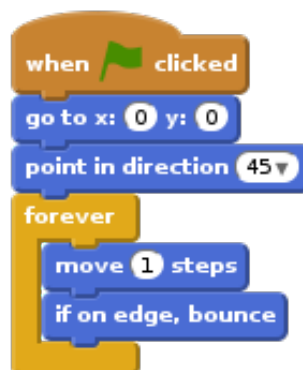 when clicked
go to x: 0 y: 0
point in direction 45▼
forever
move 1 steps
if on edge, bounce